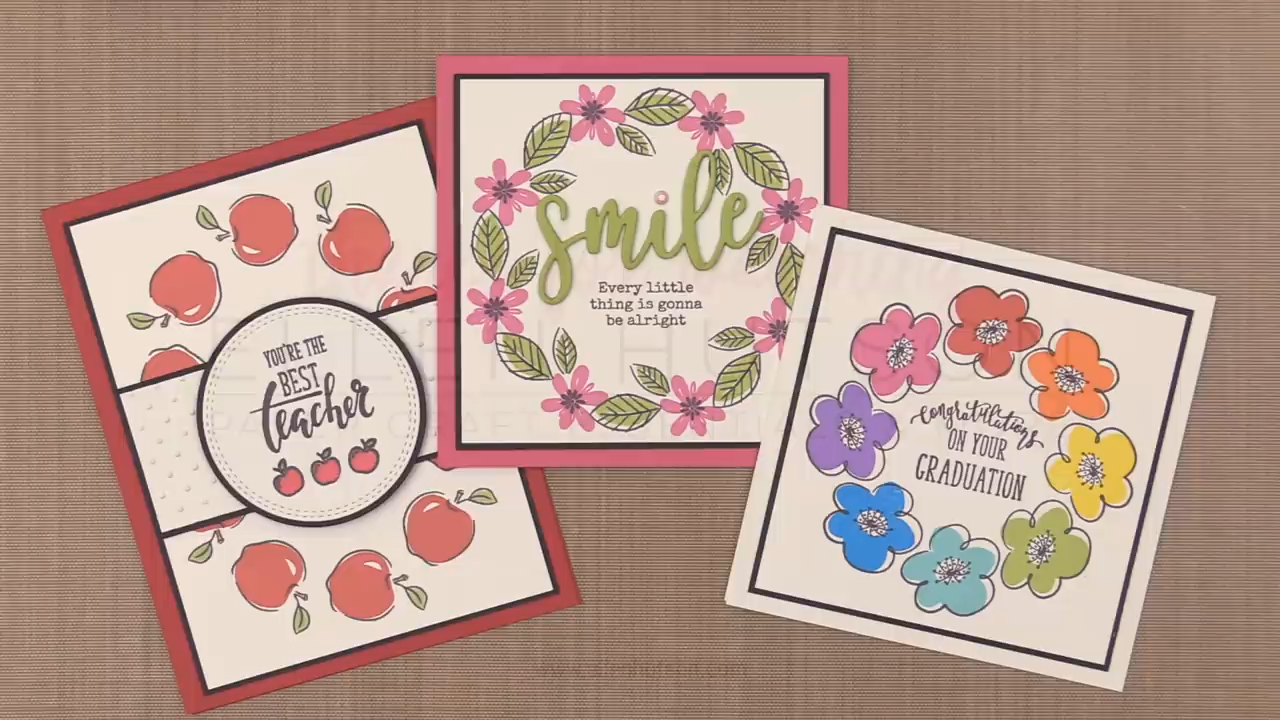 YOU'RE THE
BEST
teacher
smile
Every little
thing is gonna
be alright
congratulations
ON YOUR
GRADUATION